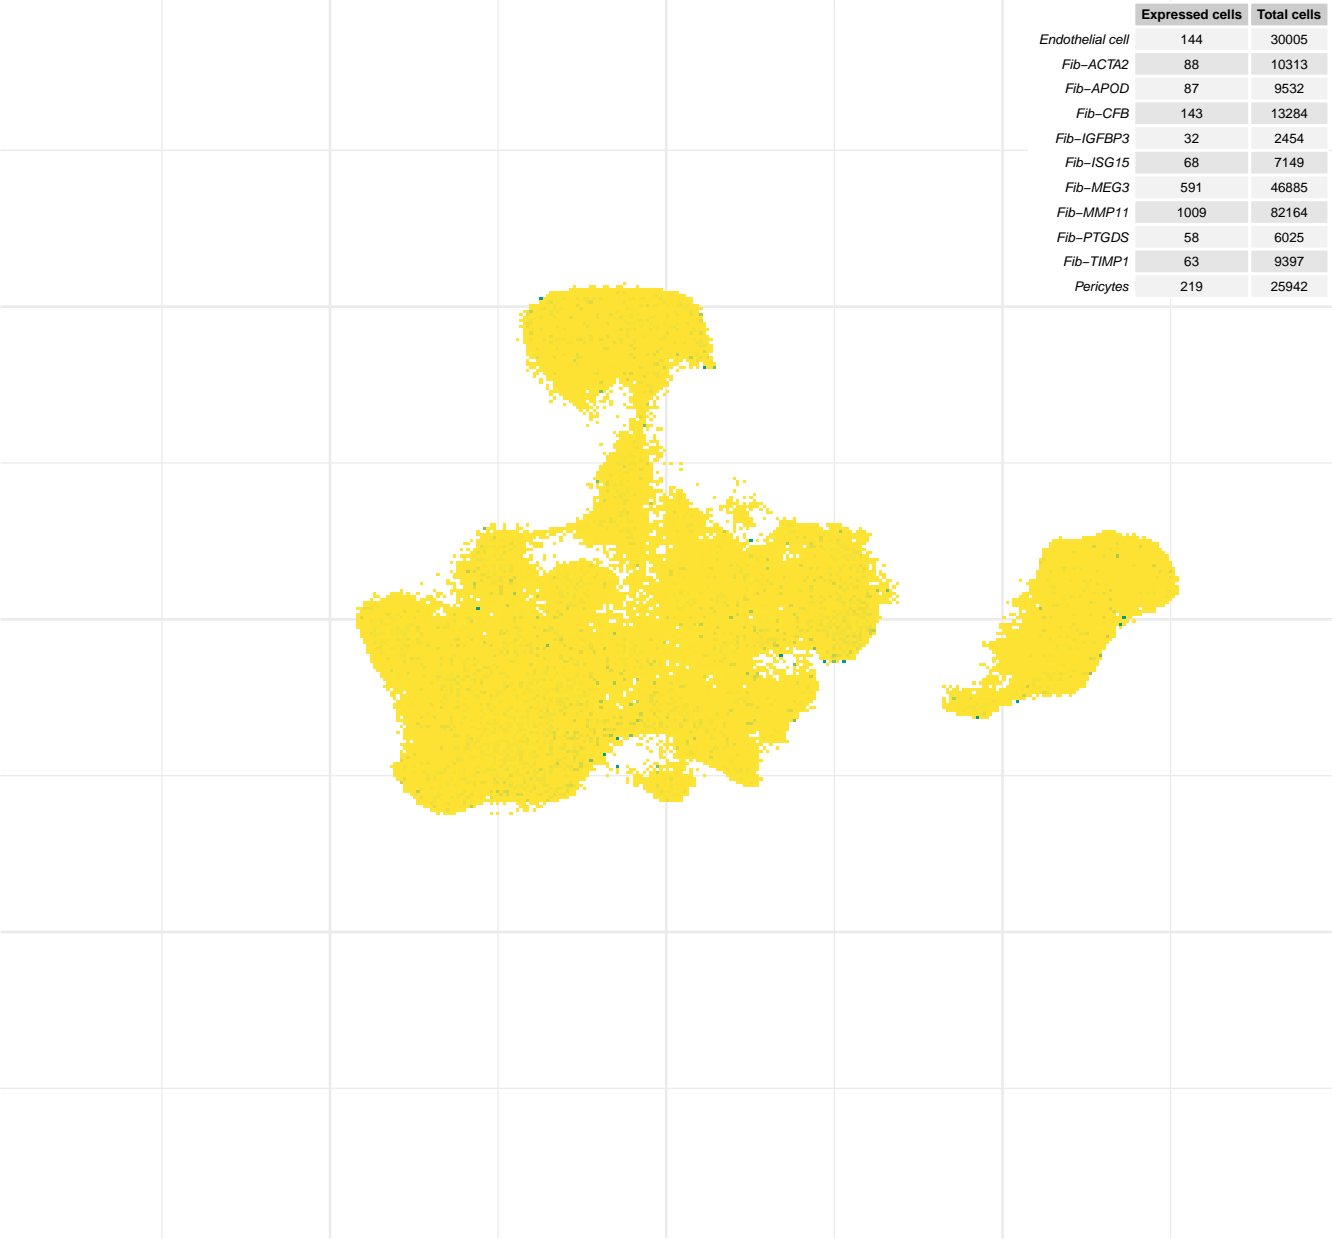 Expressed cells Total cells
Endothelial cell 144 30005
Fib−ACTA2 88 10313
Fib−APOD 87 9532
Fib−CFB 143 13284
Fib−IGFBP3 32 2454
Fib−ISG15 68 7149
Fib−MEG3 591 46885
Fib−MMP11 1009 82164
Fib−PTGDS 58 6025
Fib−TIMP1 63 9397
Pericytes 219 25942